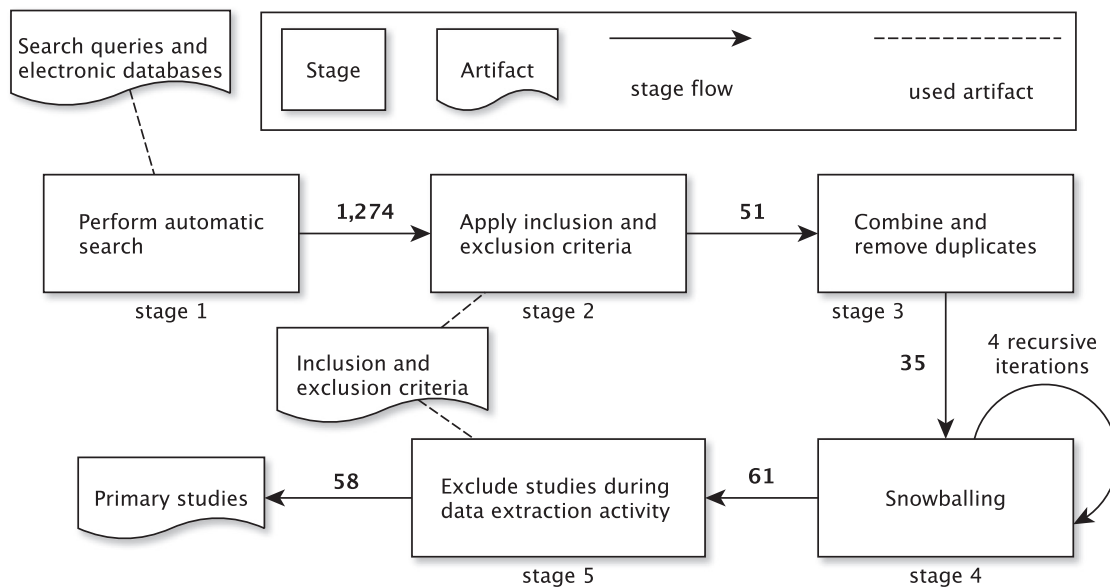 Search queries and
electronic databases
Stage
Artifact
stage flow
used artifact
Perform automatic
search
stage 1
1,274
Apply inclusion and
exclusion criteria
stage 2
51
Combine and
remove duplicates
stage 3
35
4 recursive
iterations
Inclusion and
exclusion criteria
Snowballing
stage 4
61
Exclude studies during
data extraction activity
stage 5
58
Primary studies